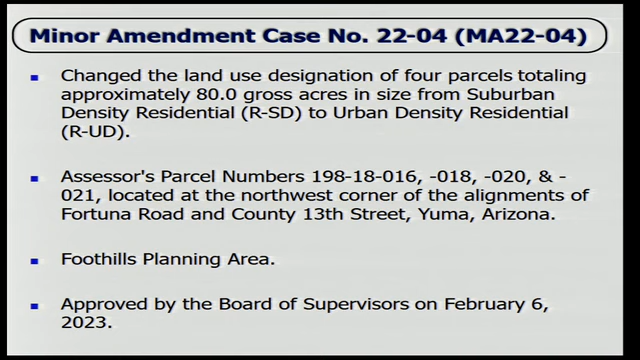 Minor Amendment Case No. 22-04 (MA22-04)
Changed the land use designation of four parcels totaling
approximately 80.0 gross acres in size from Suburban
Density Residential (R-SD) to Urban Density Residential
(R-UD).
Assessor's Parcel Numbers 198-18-016, -018, -020, & -
021, located at the northwest corner of the alignments of
Fortuna Road and County 13th Street, Yuma, Arizona.
Foothills Planning Area.
Approved by the Board of Supervisors on February 6,
2023.